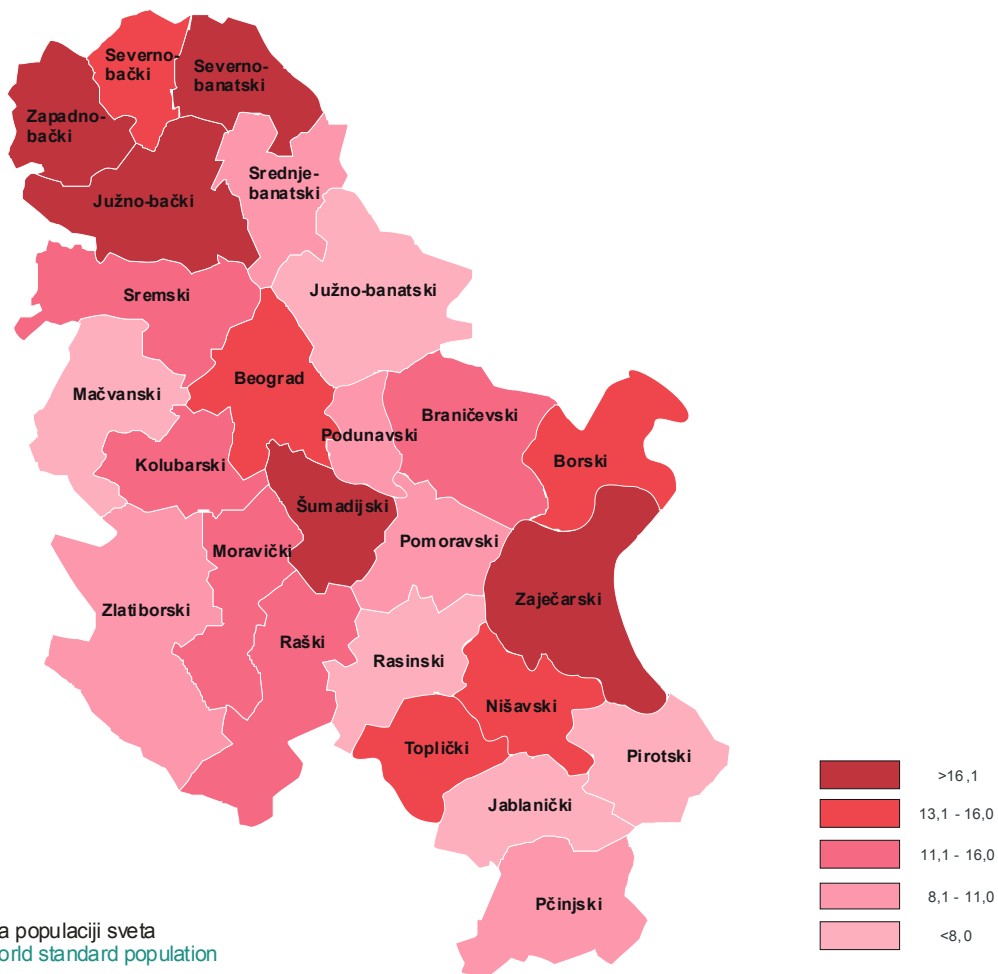 Severno-
bački
Severno-
banatski
Zapadno-
bački
Srednje-
banatski
Južno-bački
Južno-banatski
Sremski
Beograd
Mačvanski
Braničevski
Podunavski
Borski
Kolubarski
Šumadijski
Pomoravski
Moravički
Zaječarski
Zlatiborski
Raški
Rasinski
Nišavski
Toplički
Pirotski
Jablanički
Pčinjski
>16,1
13,1 - 16,0
11,1 - 16,0
8,1 - 11,0
<8,0
a populaciji sveta
orld standard population